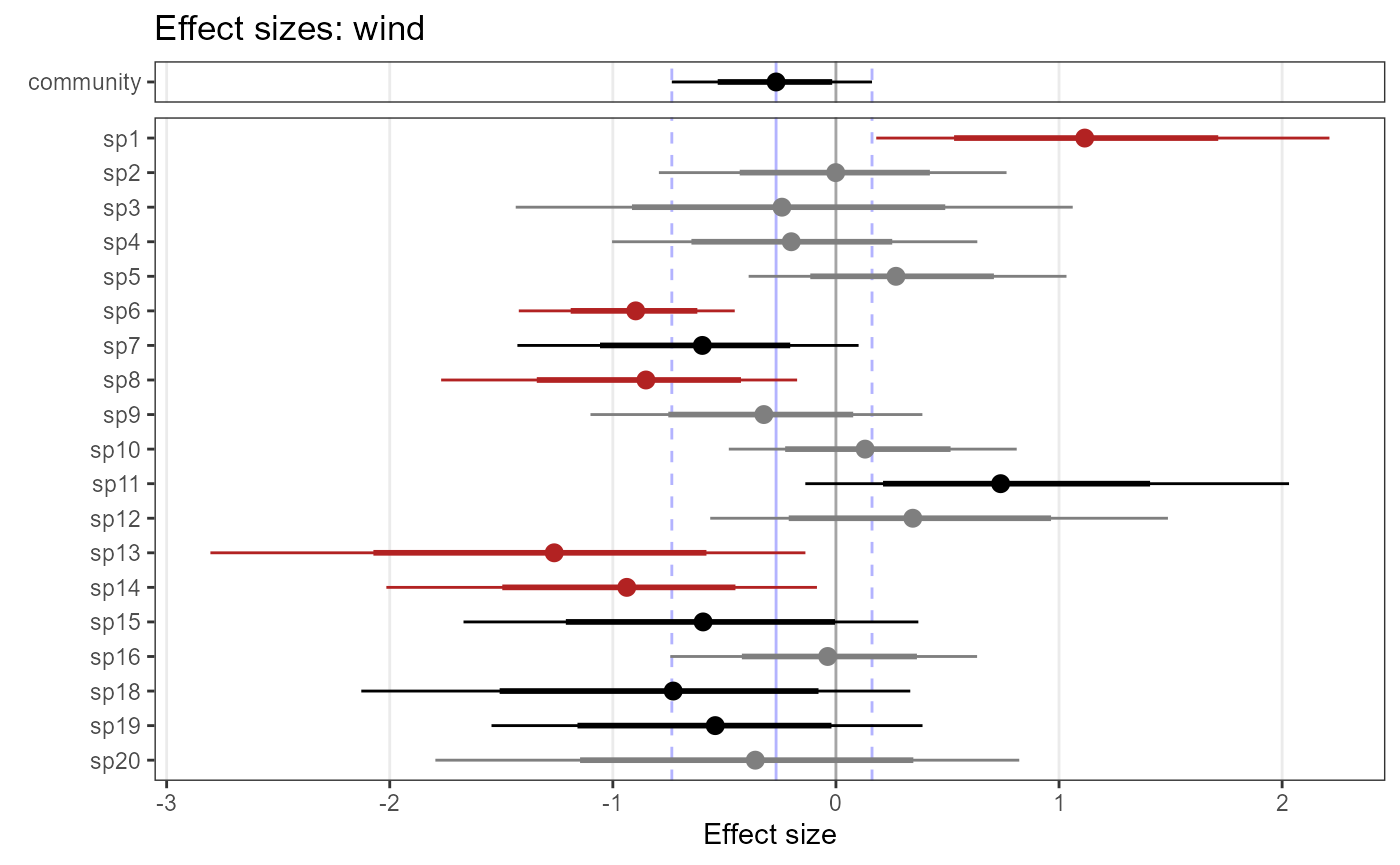 Effect sizes: wind
community
sp1
sp2
sp3
sp4
sp5
sp6
sp7
sp8
sp9
sp10
sp11
sp12
sp13
sp14
sp15
sp16
sp18
sp19
sp20
-3 -2 -1 0 1 2
Effect size